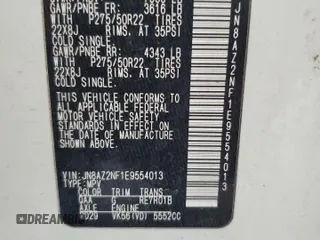 GAWR/PNBE FR: 3616 LB
WITH P275/50R22 TIRES
22X8J RIMS, AT 35PSI
COLD SINGLE
GAWR/PNBE RR: 4343 LB
WITH P275/50R22 TIRES
22X8J RIMS, AT 35PSI
COLD SINGLE
THIS VEHICLE CONFORMS TO
ALL APPLICABLE FEDERAL
MOTOR VEHICLE SAFETY
STANDARDS IN EFFECT ON THE
DATE OF MANUFACTURE SHOWN
ABOVE.
VIN: JN8AZ2NF1E9554013
TYPE: MPV
COLOR TRIM TRANS
QAA G RE7R01B
AXLE ENGINE
2929 VK56(VD) 5552CC
JN8AZ2NF1E9554013